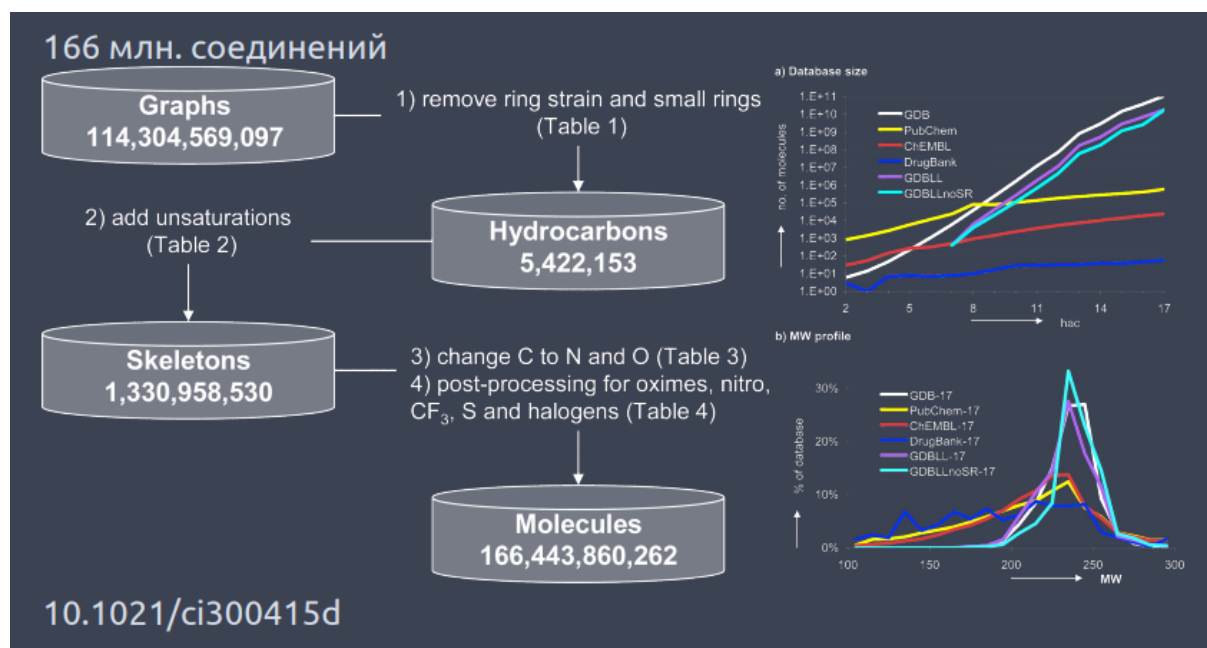 166 млн. соединений
Graphs
114,304,569,097
1) remove ring strain and small rings
(Table 1)
2) add unsaturations
(Table 2)
Hydrocarbons
5,422,153
Skeletons
1,330,958,530
3) change C to N and O (Table 3)
4) post-processing for oximes, nitro,
CF₃, S and halogens (Table 4)
Molecules
166,443,860,262
10.1021/ci300415d
a) Database size
1.E+11
1.E+10
1.E+09
1.E+08
1.E+07
1.E+06
1.E+05
1.E+04
1.E+03
1.E+02
1.E+01
1.E+00
no. of molecules
GDB
PubChem
ChEMBL
DrugBank
GDBLL
GDBLLnoSR
2 5 8 11 14 17
hac
b) MW profile
30%
20%
10%
0%
% of database
GDB-17
PubChem-17
ChEMBL-17
DrugBank-17
GDBLL-17
GDBLLnoSR-17
100 150 200 250 300
MW